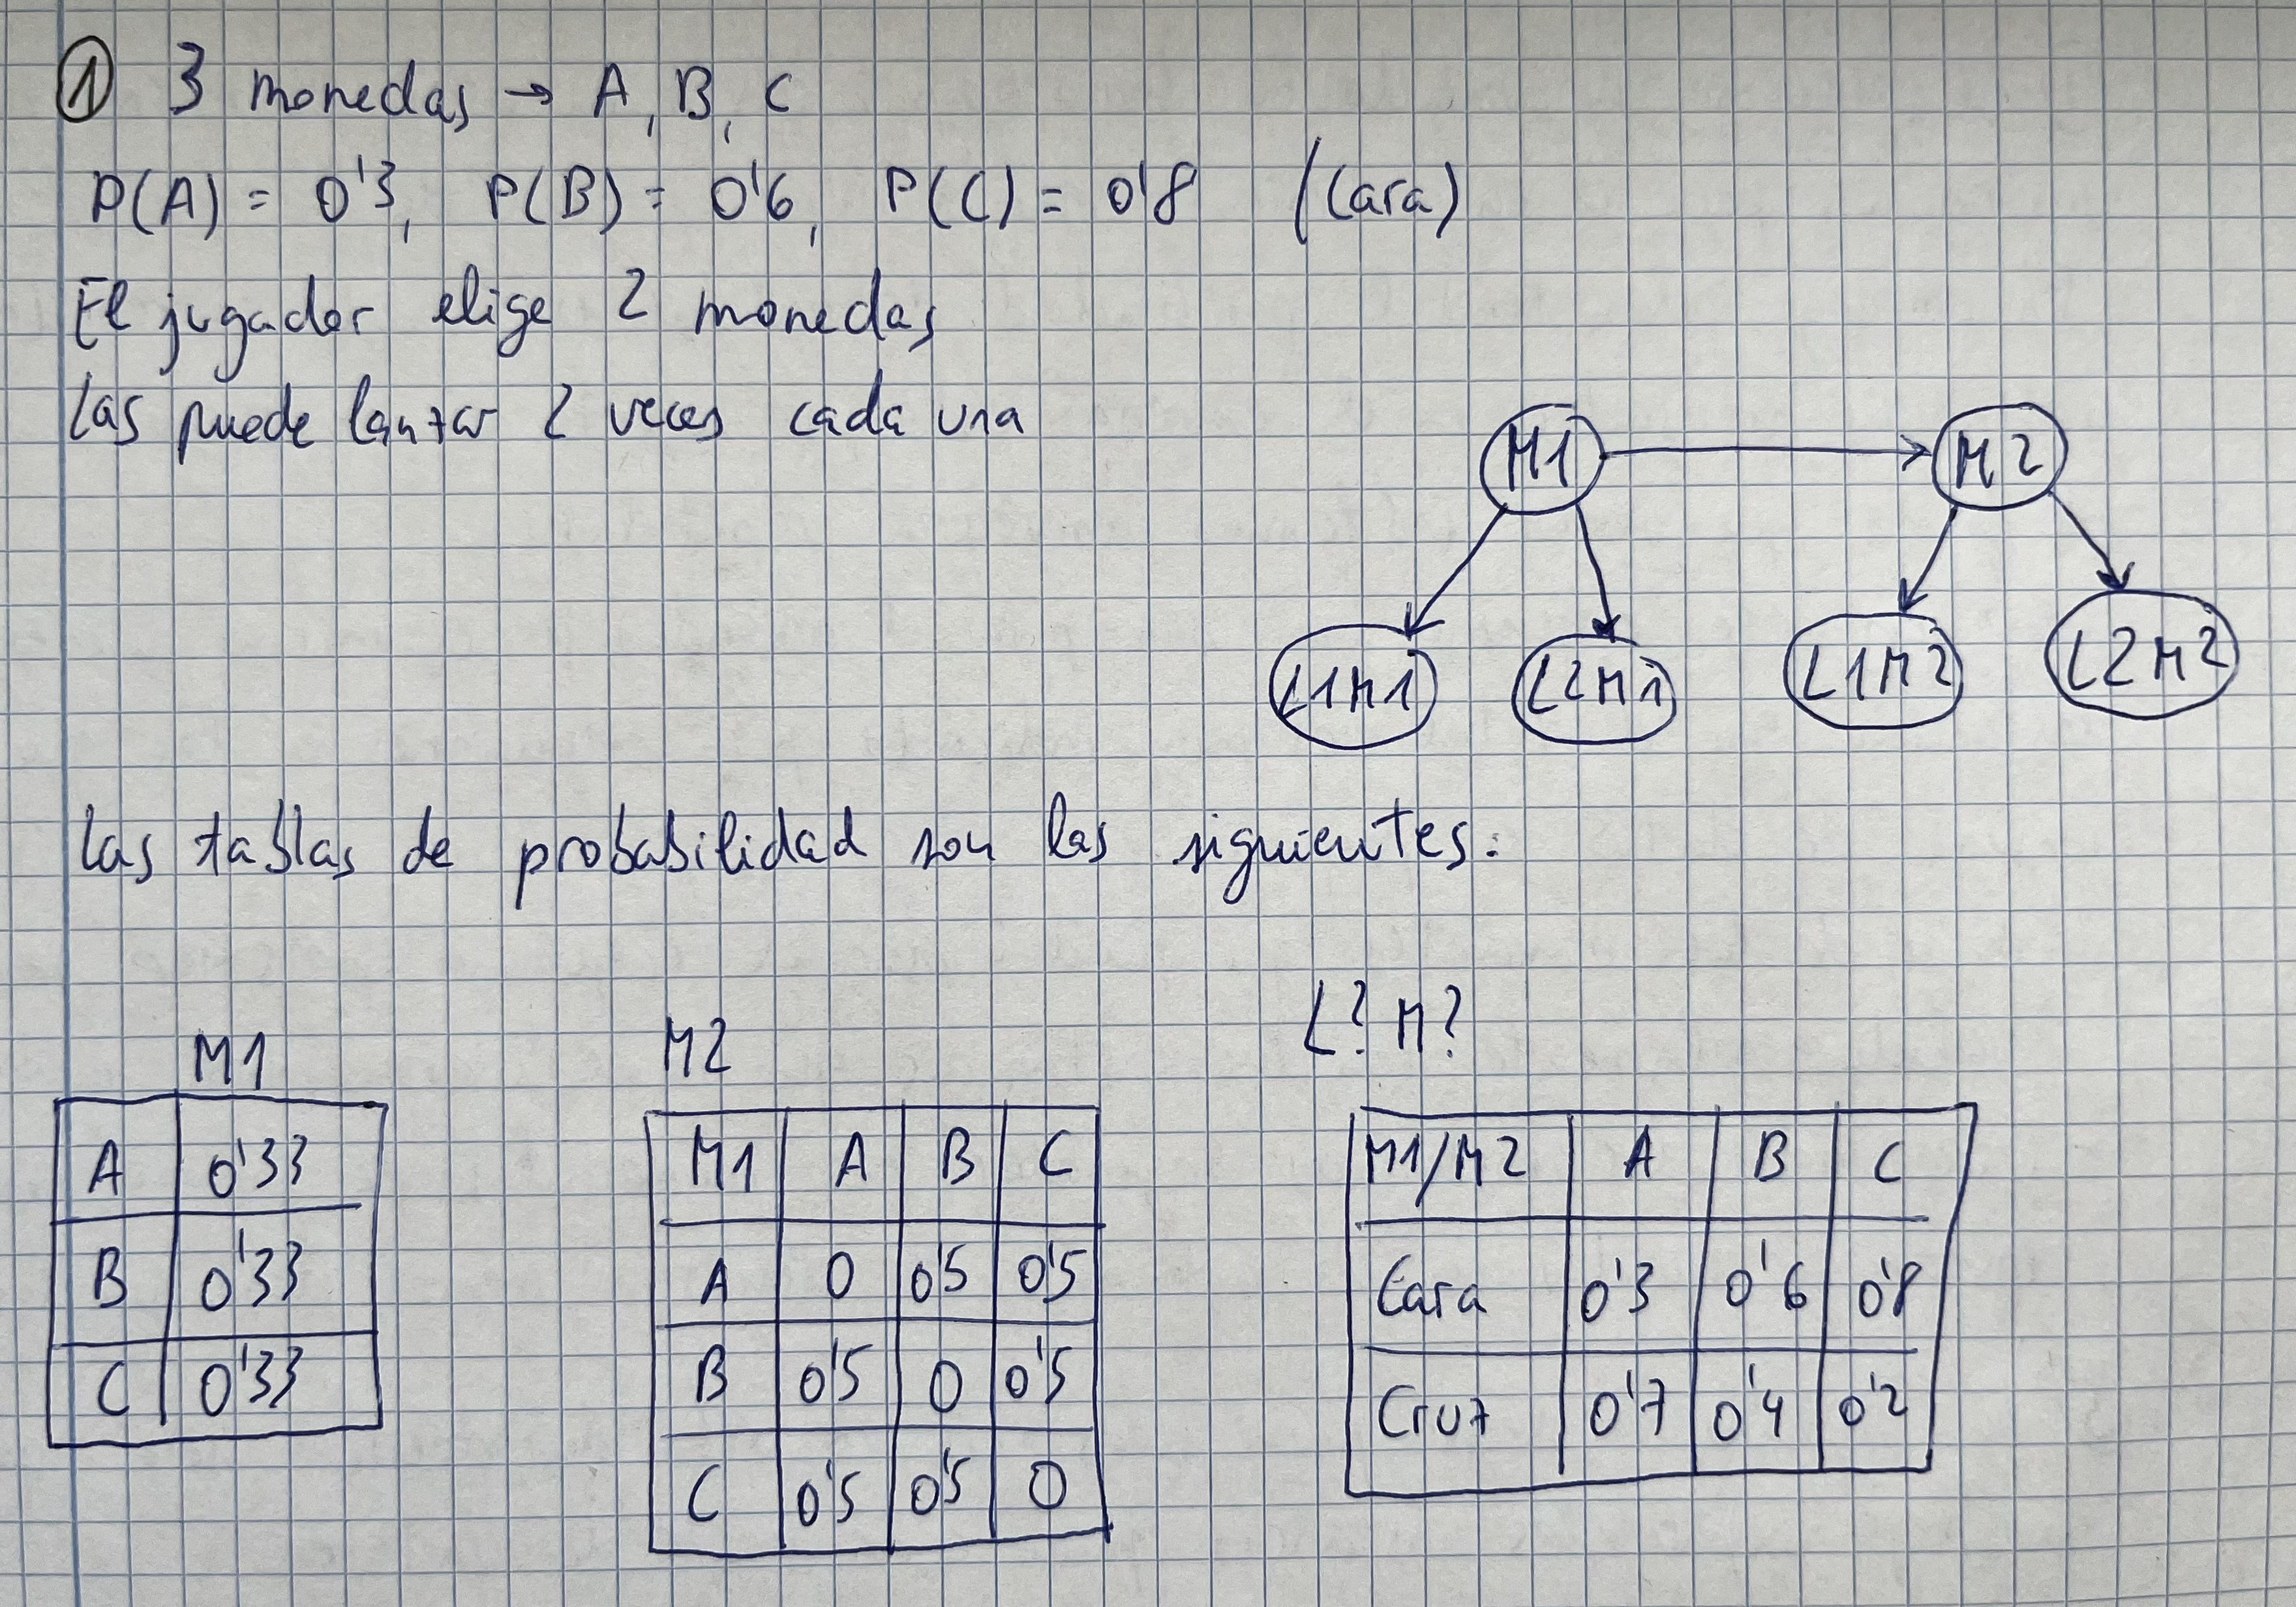 ① 3 monedas → A, B, C
P(A) = 0'3, P(B) = 0'6, P(C) = 0'8 (Cara)
El jugador elige 2 monedas
Las puede lanzar 2 veces cada una
M1 → M2
L1M1 L2M1 L1M2 L2M2
Las tablas de probabilidad son las siguientes:
M1
A 0'33
B 0'33
C 0'33
M2
M1 A B C
A 0 0'5 0'5
B 0'5 0 0'5
C 0'5 0'5 0
L? M?
M1/M2 A B C
Cara 0'3 0'6 0'8
Cruz 0'7 0'4 0'2